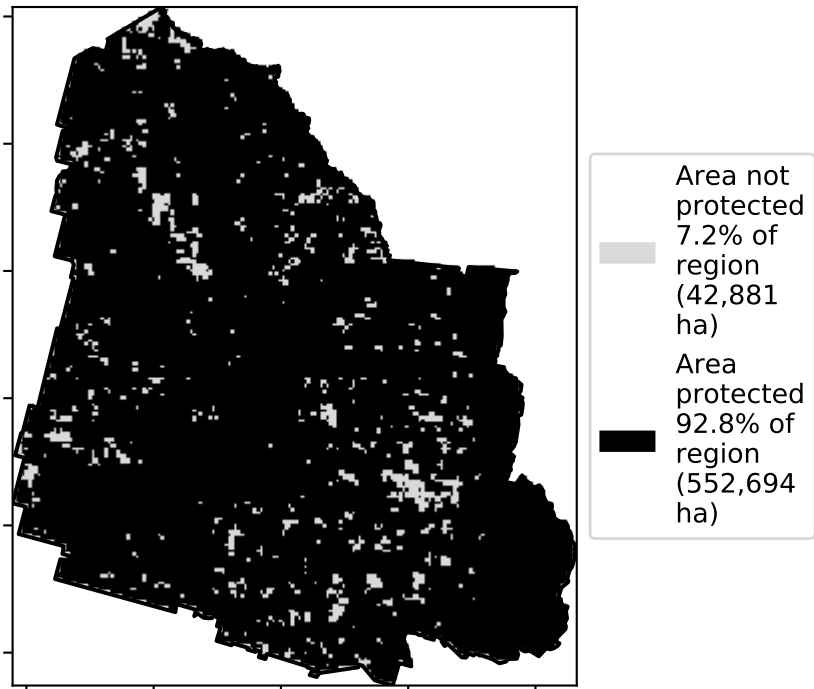 Area not
protected
7.2% of
region
(42,881
ha)
Area
protected
92.8% of
region
(552,694
ha)